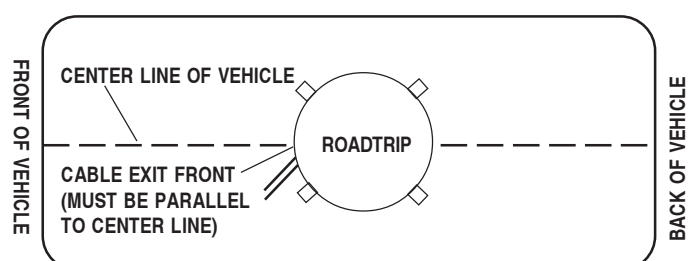 FRONT OF VEHICLE
CENTER LINE OF VEHICLE
ROADTRIP
CABLE EXIT FRONT
(MUST BE PARALLEL
TO CENTER LINE)
BACK OF VEHICLE